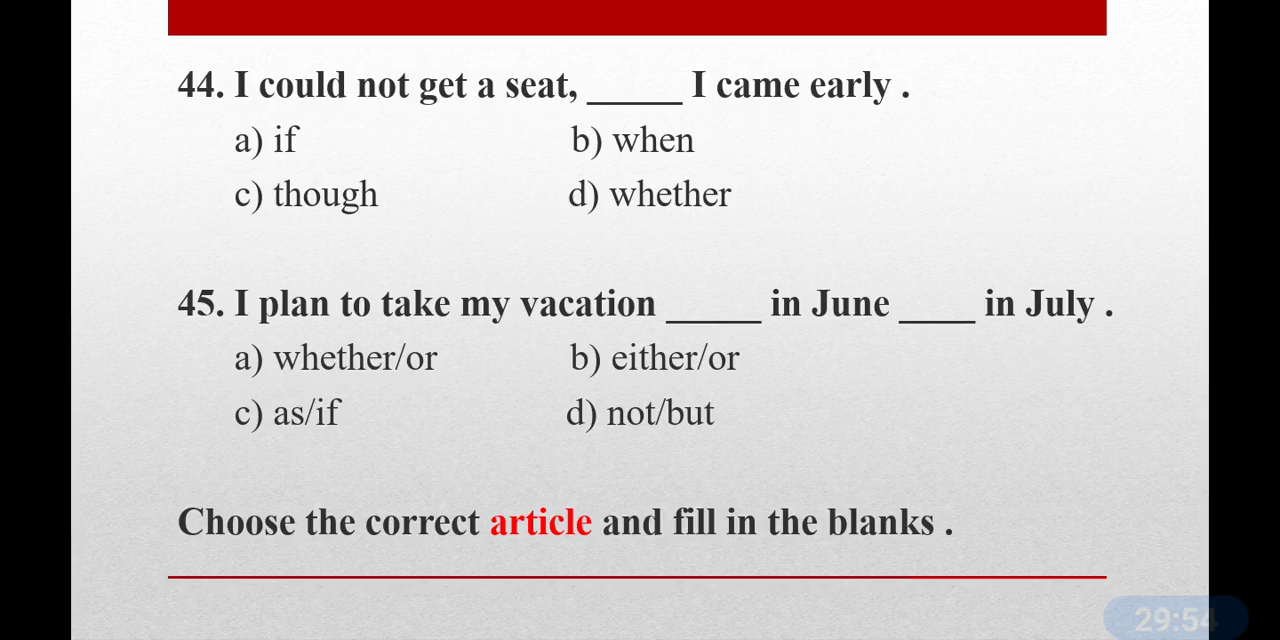 44. I could not get a seat, _____ I came early .
a) if b) when
c) though d) whether
45. I plan to take my vacation _____ in June ____ in July .
a) whether/or b) either/or
c) as/if d) not/but
Choose the correct article and fill in the blanks .
29:54